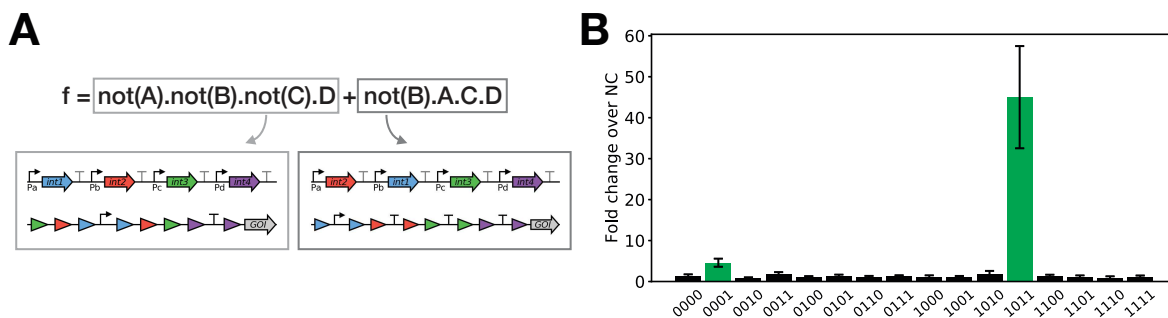 A
f = not(A).not(B).not(C).D + not(B).A.C.D
Pa int1 Pb int2 Pc int3 Pd int4
GOI
Pa int2 Pb int1 Pc int3 Pd int4
GOI
B
Fold change over NC
60
50
40
30
20
10
0
0000 0001 0010 0011 0100 0101 0110 0111 1000 1001 1010 1011 1100 1101 1110 1111